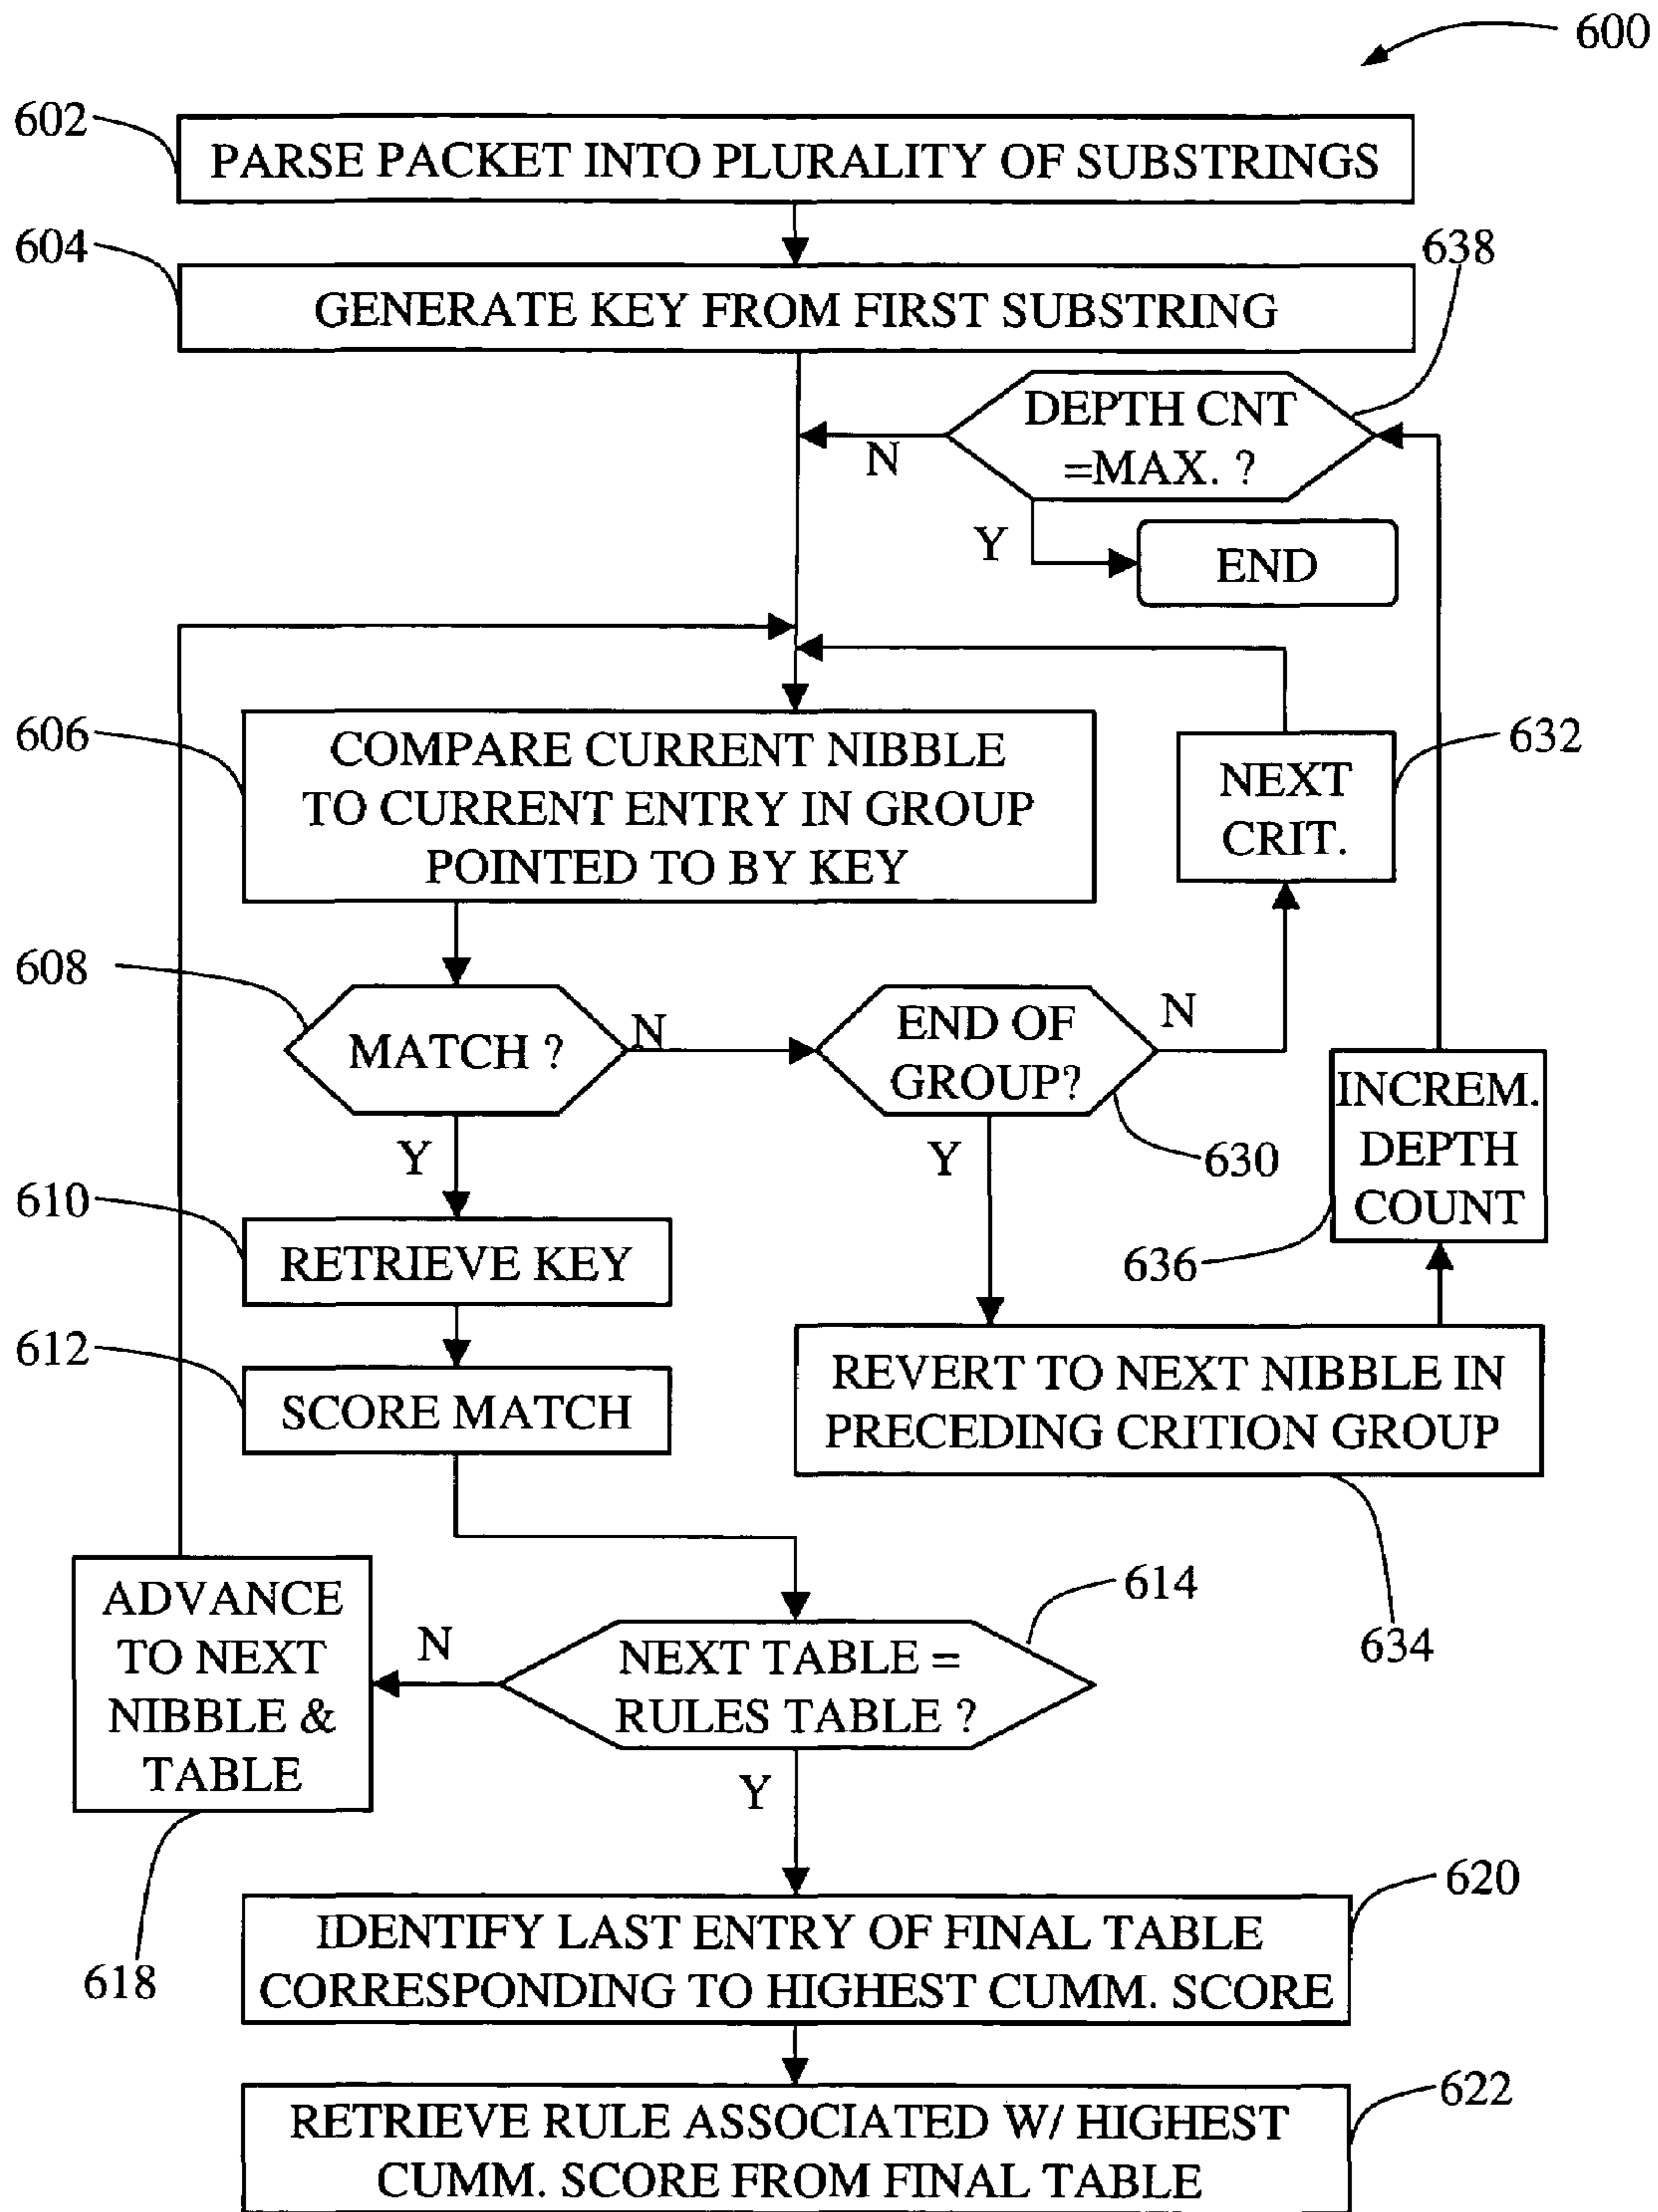 600
602
PARSE PACKET INTO PLURALITY OF SUBSTRINGS
604
638
GENERATE KEY FROM FIRST SUBSTRING
DEPTH CNT
=MAX. ?
N
Y
END
606
COMPARE CURRENT NIBBLE
TO CURRENT ENTRY IN GROUP
POINTED TO BY KEY
632
NEXT
CRIT.
608
MATCH ?
N
END OF
GROUP?
N
INCREM.
DEPTH
COUNT
Y
Y
630
610
RETRIEVE KEY
636
612
SCORE MATCH
REVERT TO NEXT NIBBLE IN
PRECEDING CRITION GROUP
614
634
ADVANCE
TO NEXT
NIBBLE &
TABLE
N
NEXT TABLE =
RULES TABLE ?
Y
618
620
IDENTIFY LAST ENTRY OF FINAL TABLE
CORRESPONDING TO HIGHEST CUMM. SCORE
622
RETRIEVE RULE ASSOCIATED W/ HIGHEST
CUMM. SCORE FROM FINAL TABLE